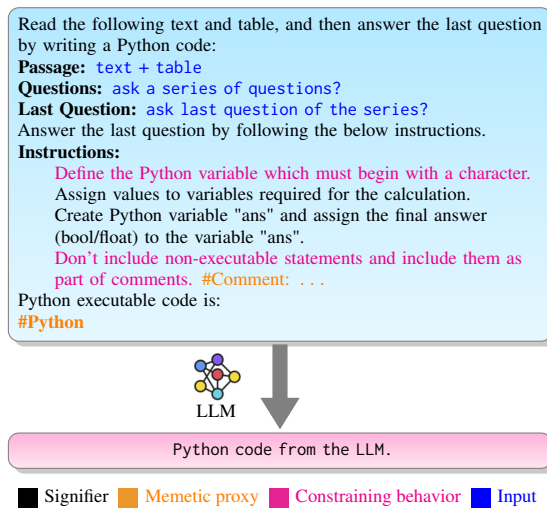 Read the following text and table, and then answer the last question
by writing a Python code:
Passage: text + table
Questions: ask a series of questions?
Last Question: ask last question of the series?
Answer the last question by following the below instructions.
Instructions:
Define the Python variable which must begin with a character.
Assign values to variables required for the calculation.
Create Python variable "ans" and assign the final answer
(bool/float) to the variable "ans".
Don't include non-executable statements and include them as
part of comments. #Comment: ...
Python executable code is:
#Python
LLM
Python code from the LLM.
Signifier Memetic proxy Constraining behavior Input